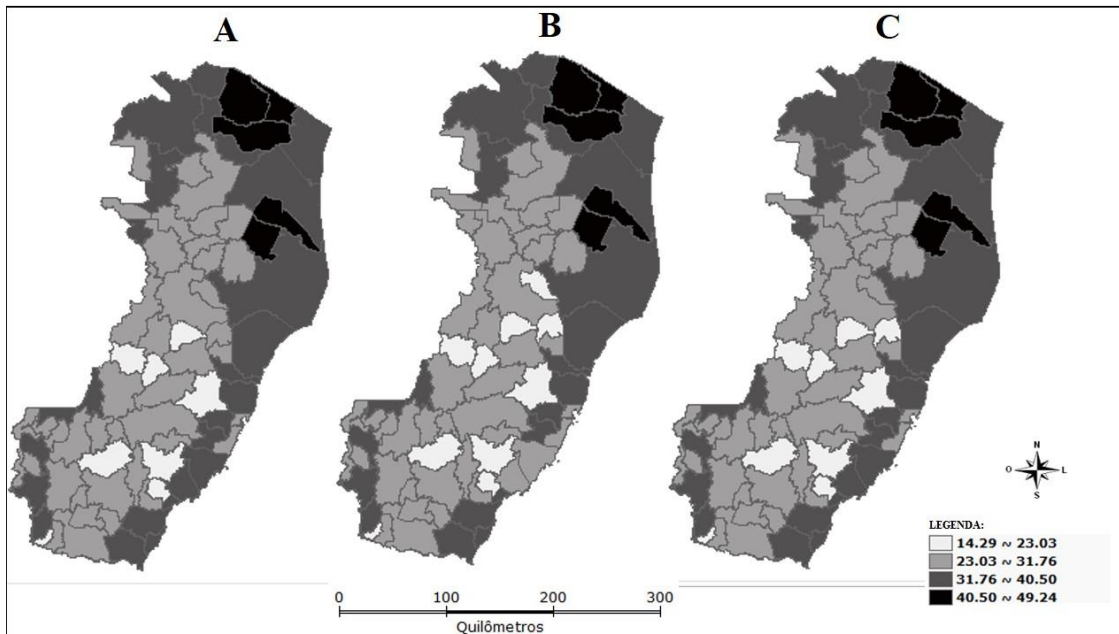 A B C
N
O L
S
LEGENDA:
14.29 ~ 23.03
23.03 ~ 31.76
31.76 ~ 40.50
40.50 ~ 49.24
0 100 200 300
Quilômetros